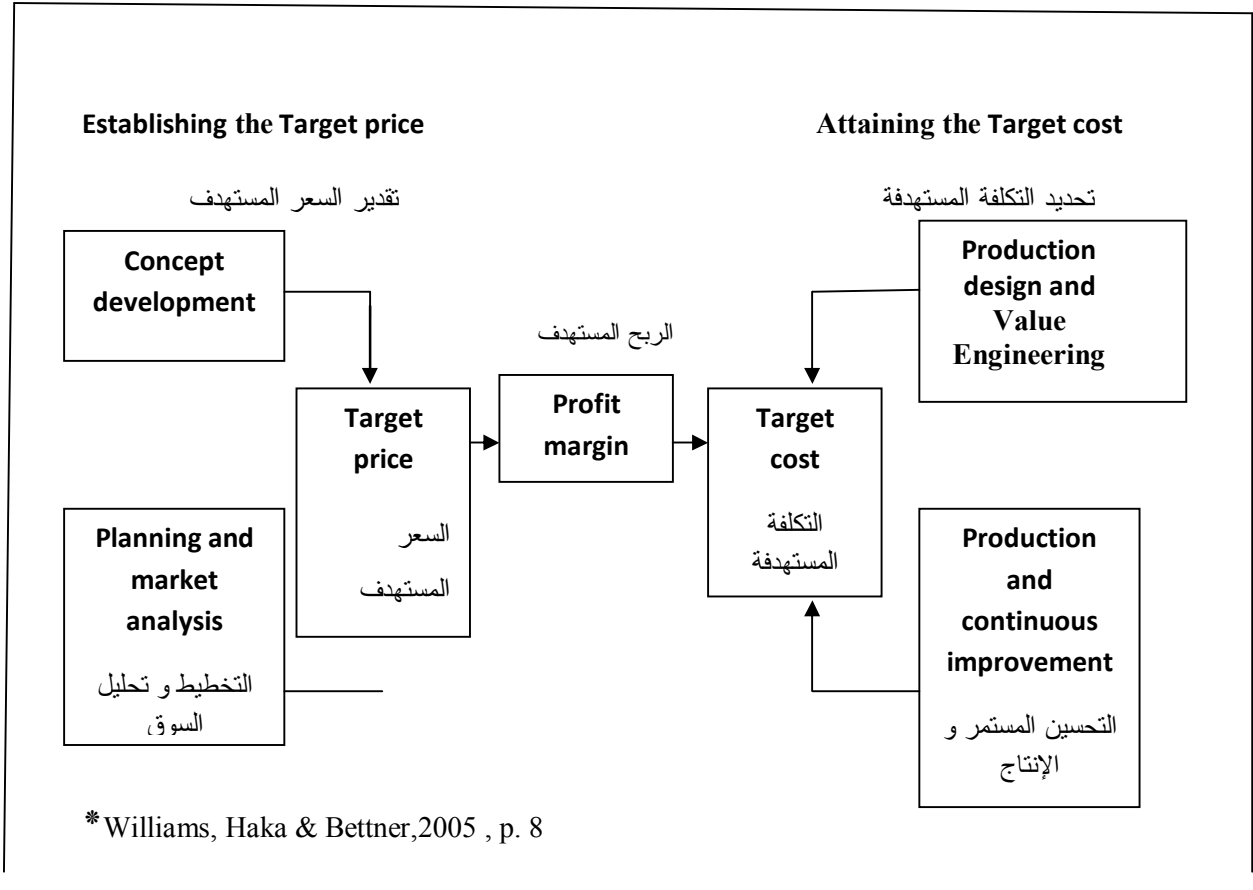 Establishing the Target price
Attaining the Target cost
تقدير السعر المستهدف
تحديد التكلفة المستهدفة
Concept
development
Production
design and
Value
Engineering
الربح المستهدف
Target
price
السعر
المستهدف
Profit
margin
Target
cost
التكلفة
المستهدفة
Planning and
market
analysis
التخطيط و تحليل
السوق
Production
and
continuous
improvement
التحسين المستمر و
الإنتاج
*Williams, Haka & Bettner,2005 , p. 8